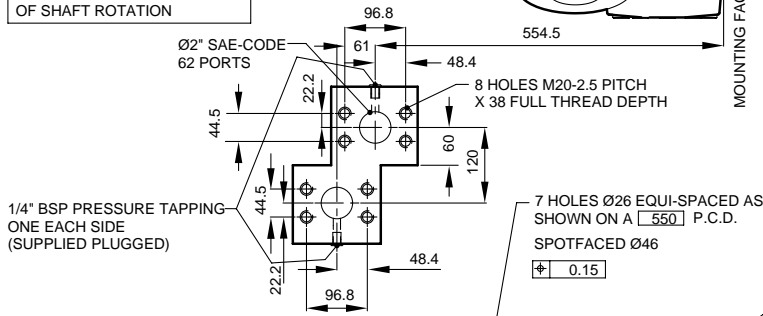 OF SHAFT ROTATION
96.8
554.5
Ø2" SAE-CODE
62 PORTS
61
48.4
MOUNTING FAC
22.2
8 HOLES M20-2.5 PITCH
X 38 FULL THREAD DEPTH
44.5
60
120
1/4" BSP PRESSURE TAPPING
ONE EACH SIDE
(SUPPLIED PLUGGED)
44.5
7 HOLES Ø26 EQUI-SPACED AS
SHOWN ON A 550 P.C.D.
SPOTFACED Ø46
0.15
48.4
22.2
96.8